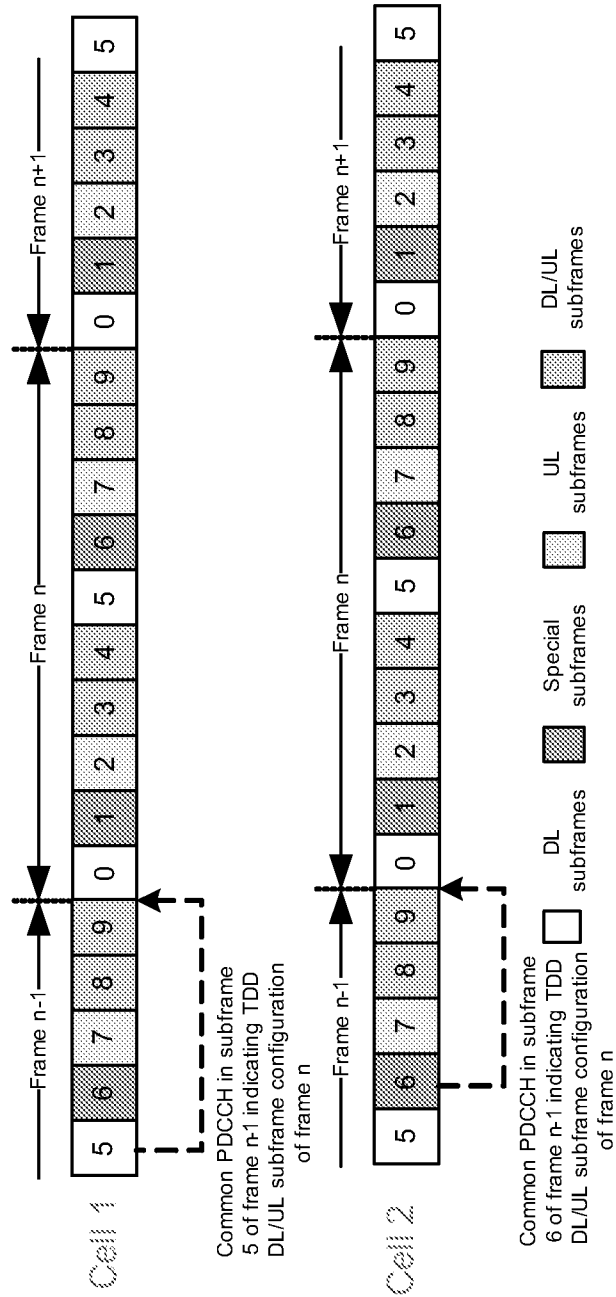 Frame n-1
Frame n
Frame n+1
Cell 1
5 6 7 8 9 0 1 2 3 4 5 6 7 8 9 0 1 2 3 4 5
Common PDCCH in subframe
5 of frame n-1 indicating TDD
DL/UL subframe configuration
of frame n
Frame n-1
Frame n
Frame n+1
Cell 2
5 6 7 8 9 0 1 2 3 4 5 6 7 8 9 0 1 2 3 4 5
Common PDCCH in subframe
6 of frame n-1 indicating TDD
DL/UL subframe configuration
of frame n
DL
subframes
Special
subframes
UL
subframes
DL/UL
subframes